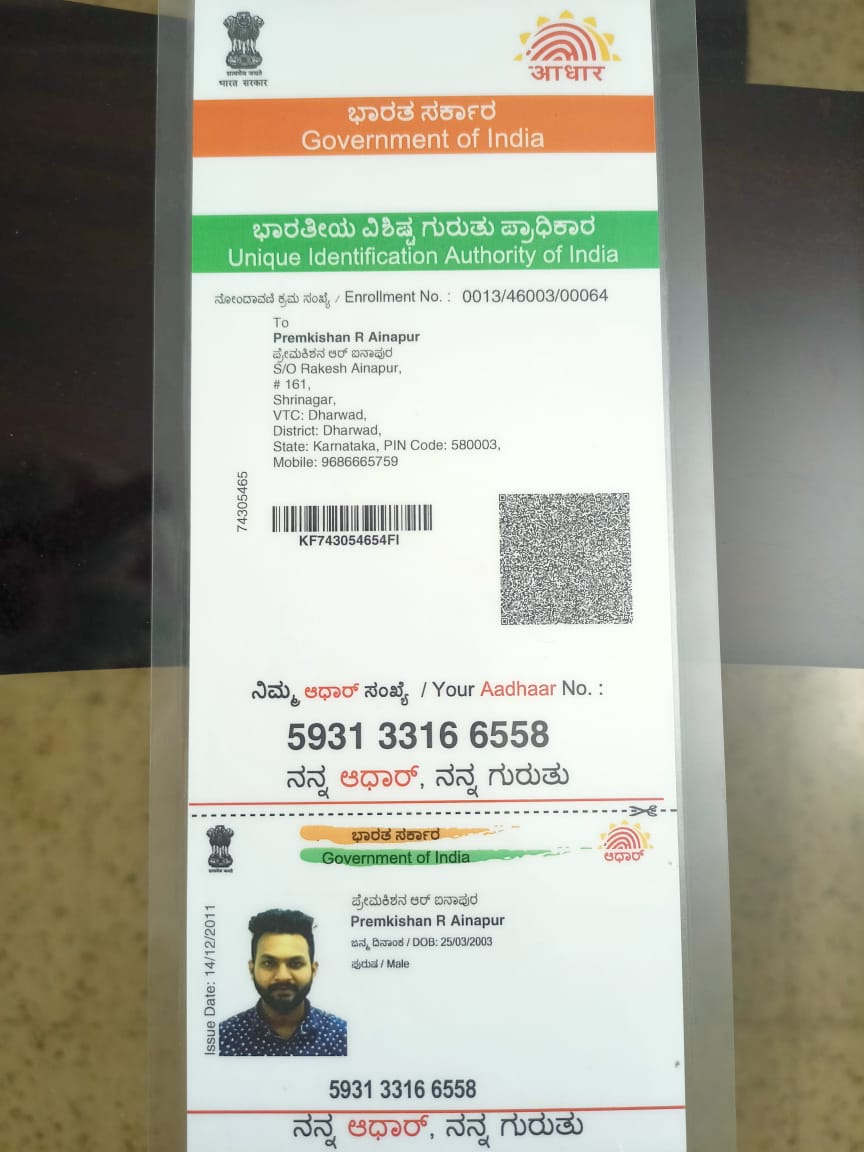 सत्यमेव जयते
भारत सरकार
आधार
ಭಾರತ ಸರ್ಕಾರ
Government of India
ಭಾರತೀಯ ವಿಶಿಷ್ಟ ಗುರುತು ಪ್ರಾಧಿಕಾರ
Unique Identification Authority of India
ನೋಂದಾವಣಿ ಕ್ರಮ ಸಂಖ್ಯೆ / Enrollment No. : 0013/46003/00064
To
Premkishan R Ainapur
ಪ್ರೇಮಕಿಶನ ಆರ್ ಐನಾಪುರ
S/O Rakesh Ainapur,
# 161,
Shrinagar,
VTC: Dharwad,
District: Dharwad,
State: Karnataka, PIN Code: 580003,
Mobile: 9686665759
74305465
KF743054654FI
ನಿಮ್ಮ ಆಧಾರ್ ಸಂಖ್ಯೆ / Your Aadhaar No. :
5931 3316 6558
ನನ್ನ ಆಧಾರ್, ನನ್ನ ಗುರುತು
ಭಾರತ ಸರ್ಕಾರ
Government of India
ಆಧಾರ್
ಪ್ರೇಮಕಿಶನ ಆರ್ ಐನಾಪುರ
Premkishan R Ainapur
ಜನ್ಮ ದಿನಾಂಕ / DOB: 25/03/2003
ಪುರುಷ / Male
Issue Date: 14/12/2011
5931 3316 6558
ನನ್ನ ಆಧಾರ್, ನನ್ನ ಗುರುತು